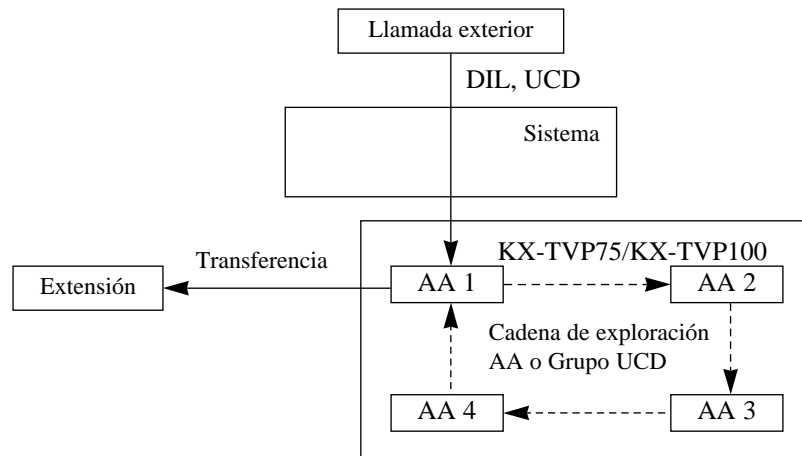 Llamada exterior
DIL, UCD
Sistema
KX-TVP75/KX-TVP100
Transferencia
Extensión
AA 1
AA 2
Cadena de exploración
AA o Grupo UCD
AA 4
AA 3